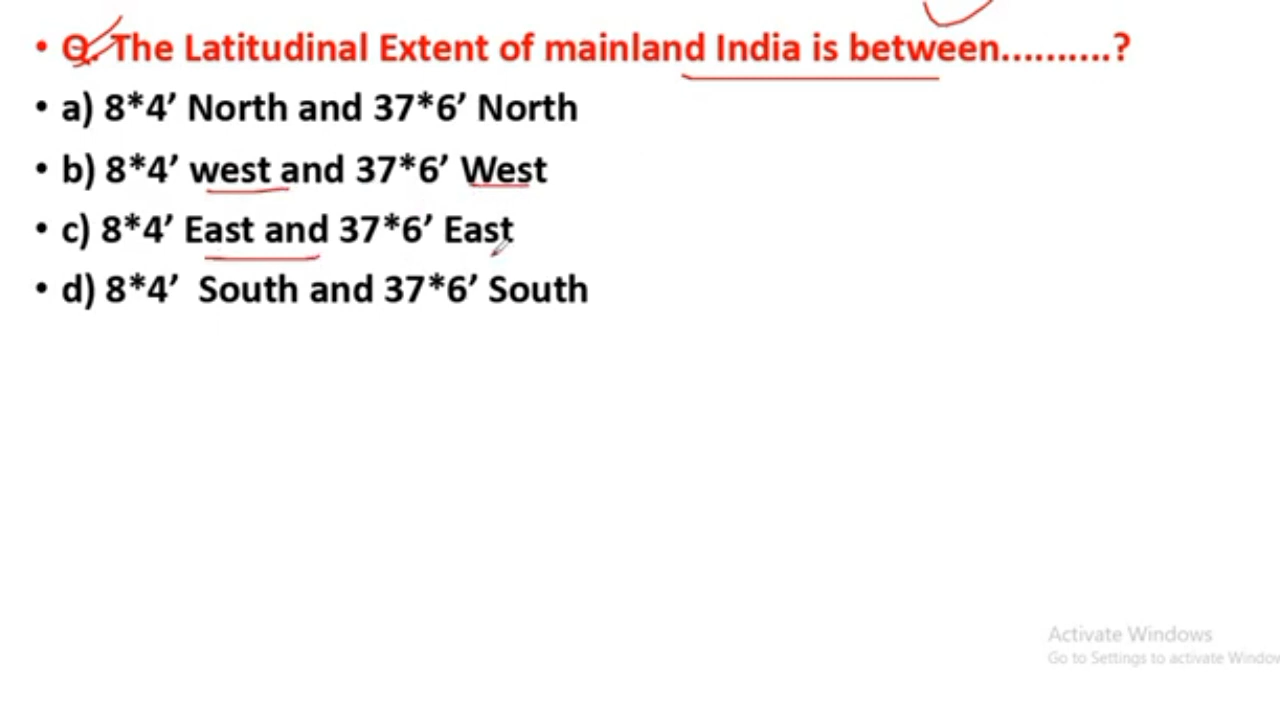 • Q. The Latitudinal Extent of mainland India is between..........?
• a) 8*4’ North and 37*6’ North
• b) 8*4’ west and 37*6’ West
• c) 8*4’ East and 37*6’ East
• d) 8*4’  South and 37*6’ South
Activate Windows
Go to Settings to activate Window